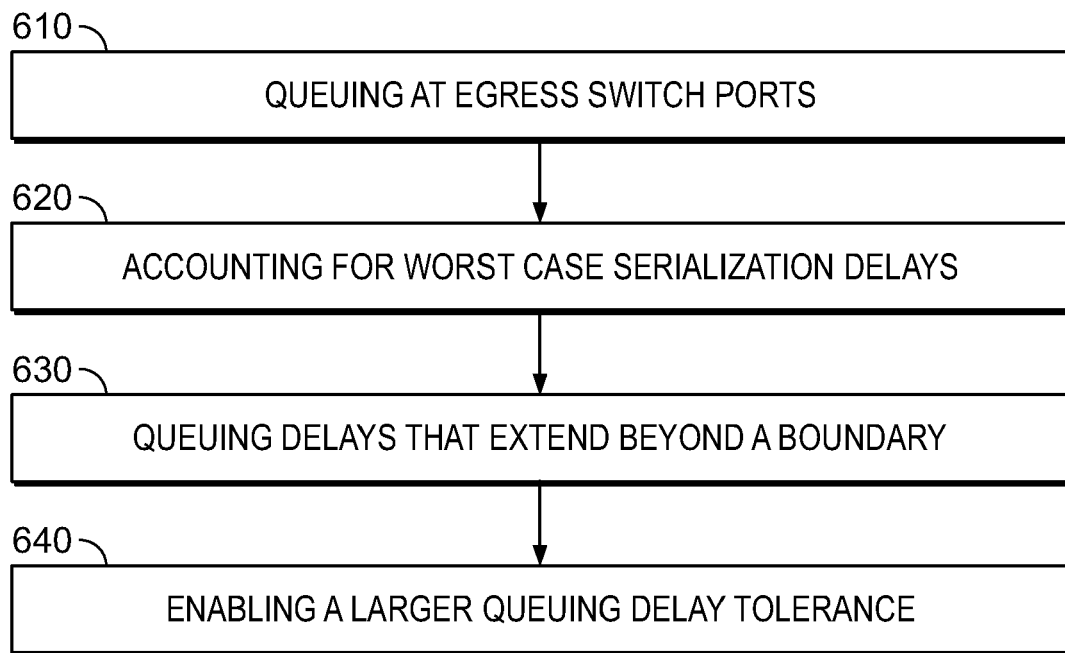 610
QUEUING AT EGRESS SWITCH PORTS
620
ACCOUNTING FOR WORST CASE SERIALIZATION DELAYS
630
QUEUING DELAYS THAT EXTEND BEYOND A BOUNDARY
640
ENABLING A LARGER QUEUING DELAY TOLERANCE